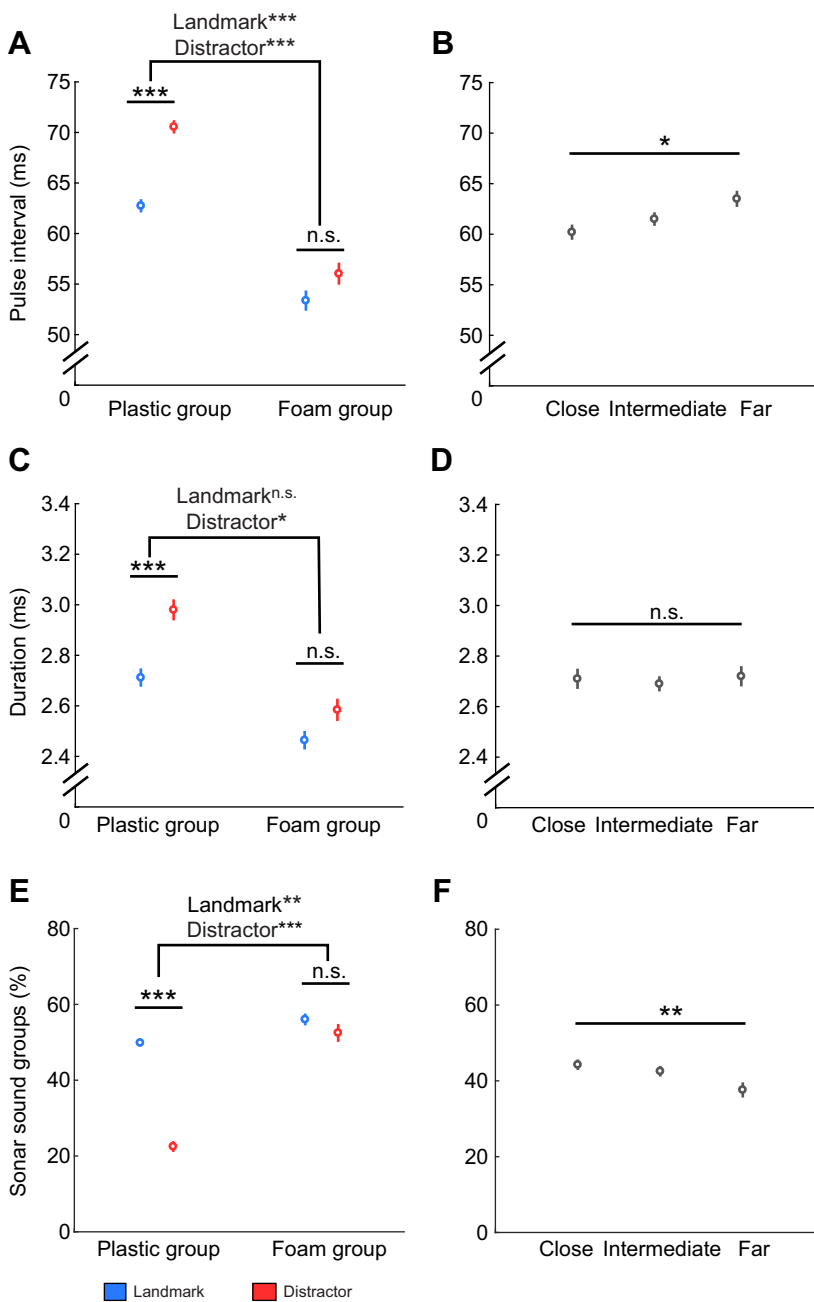 A
Landmark***
Distractor***
Pulse interval (ms)
75
70
65
60
55
50
0
***
n.s.
Plastic group
Foam group
B
75
70
65
60
55
50
0
*
Close
Intermediate
Far
C
Landmarkn.s.
Distractor*
Duration (ms)
3.4
3.2
3.0
2.8
2.6
2.4
0
***
n.s.
Plastic group
Foam group
D
3.4
3.2
3.0
2.8
2.6
2.4
0
n.s.
Close
Intermediate
Far
E
Landmark**
Distractor***
Sonar sound groups (%)
80
60
40
20
0
***
n.s.
Plastic group
Foam group
F
80
60
40
20
0
**
Close
Intermediate
Far
Landmark
Distractor